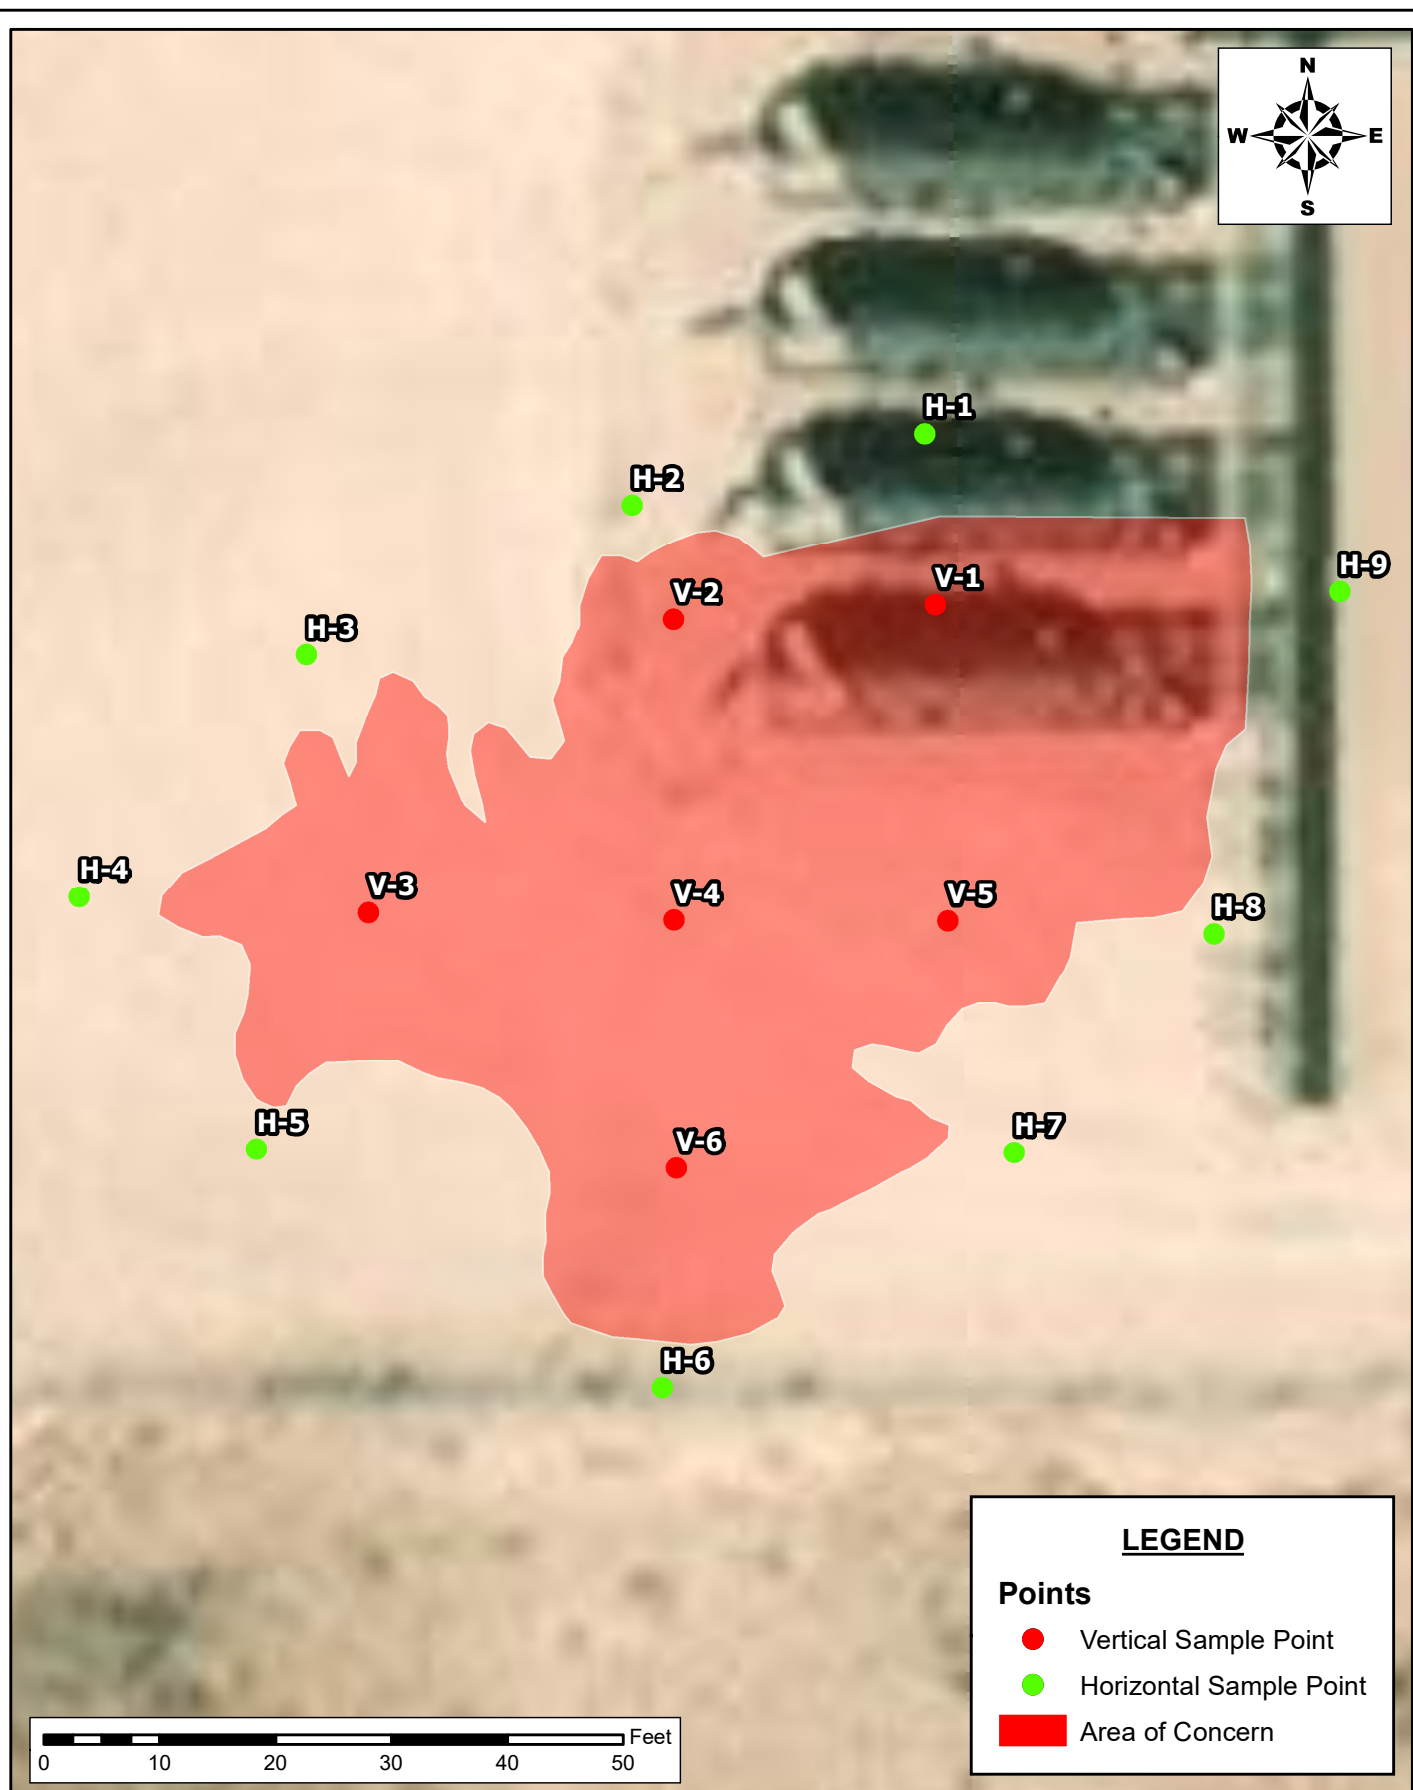 N
W E
S
H-1
H-2
H-9
V-1
V-2
H-3
H-4
V-3
V-4
V-5
H-8
H-5
H-7
V-6
H-6
LEGEND
Points
Vertical Sample Point
Horizontal Sample Point
Area of Concern
Feet
0 10 20 30 40 50